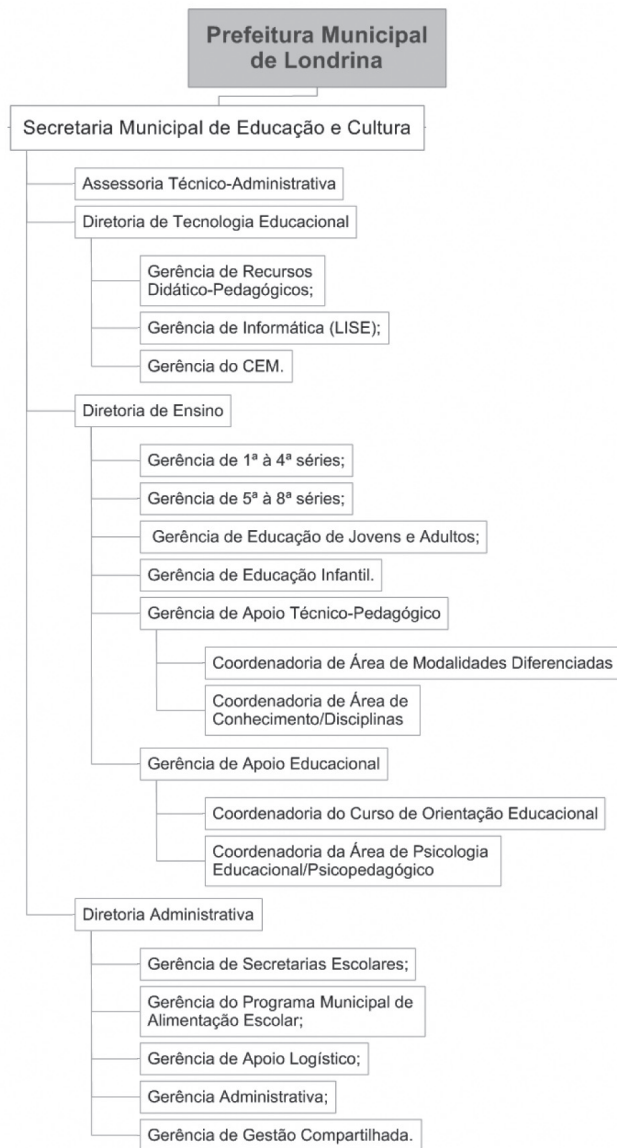 Prefeitura Municipal
de Londrina
Secretaria Municipal de Educação e Cultura
Assessoria Técnico-Administrativa
Diretoria de Tecnologia Educacional
Gerência de Recursos
Didático-Pedagógicos;
Gerência de Informática (LISE);
Gerência do CEM.
Diretoria de Ensino
Gerência de 1ª à 4ª séries;
Gerência de 5ª à 8ª séries;
Gerência de Educação de Jovens e Adultos;
Gerência de Educação Infantil.
Gerência de Apoio Técnico-Pedagógico
Coordenadoria de Área de Modalidades Diferenciadas
Coordenadoria de Área de
Conhecimento/Disciplinas
Gerência de Apoio Educacional
Coordenadoria do Curso de Orientação Educacional
Coordenadoria da Área de Psicologia
Educacional/Psicopedagógico
Diretoria Administrativa
Gerência de Secretarias Escolares;
Gerência do Programa Municipal de
Alimentação Escolar;
Gerência de Apoio Logístico;
Gerência Administrativa;
Gerência de Gestão Compartilhada.